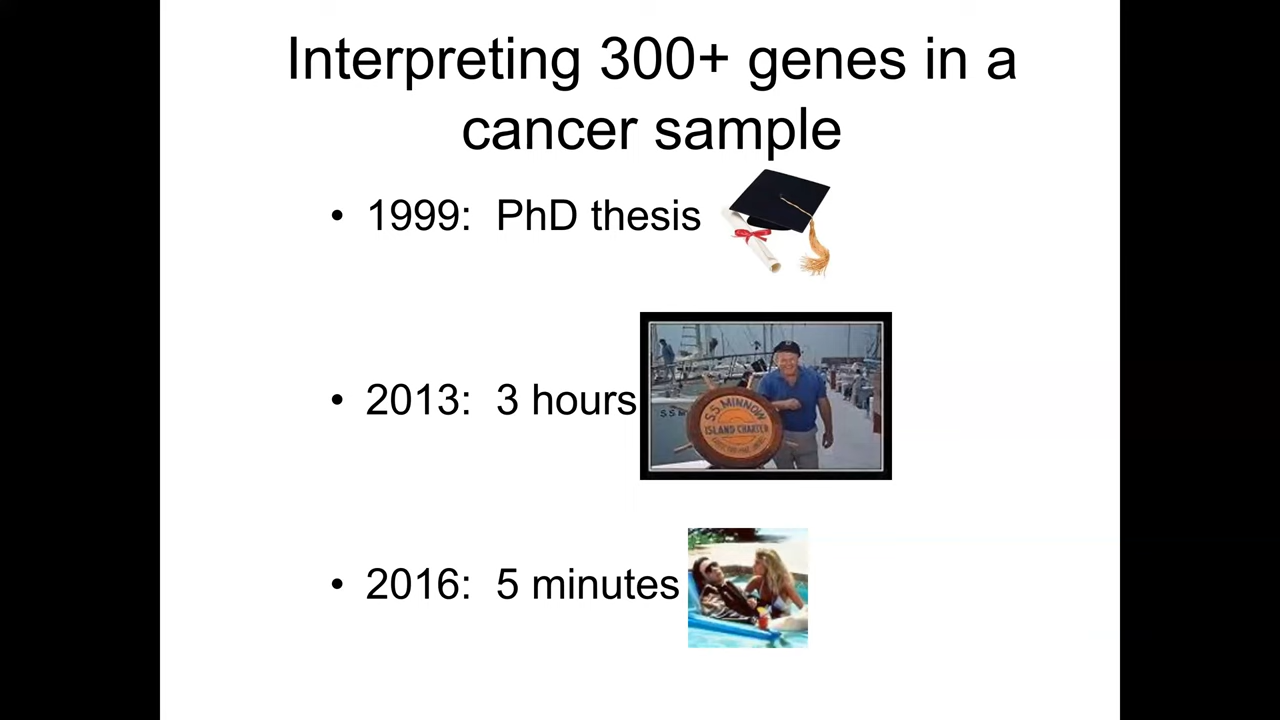 Interpreting 300+ genes in a
cancer sample
• 1999: PhD thesis
• 2013: 3 hours
S.S. MINNOW
ISLAND CHARTER
• 2016: 5 minutes